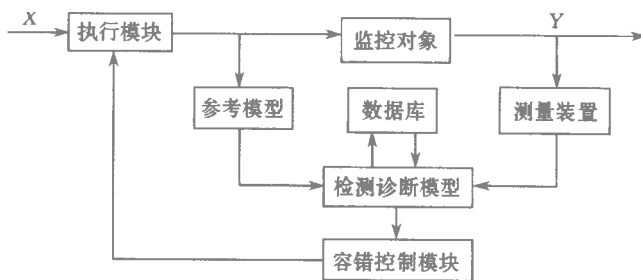 X
执行模块
监控对象
Y
参考模型
数据库
测量装置
检测诊断模型
容错控制模块